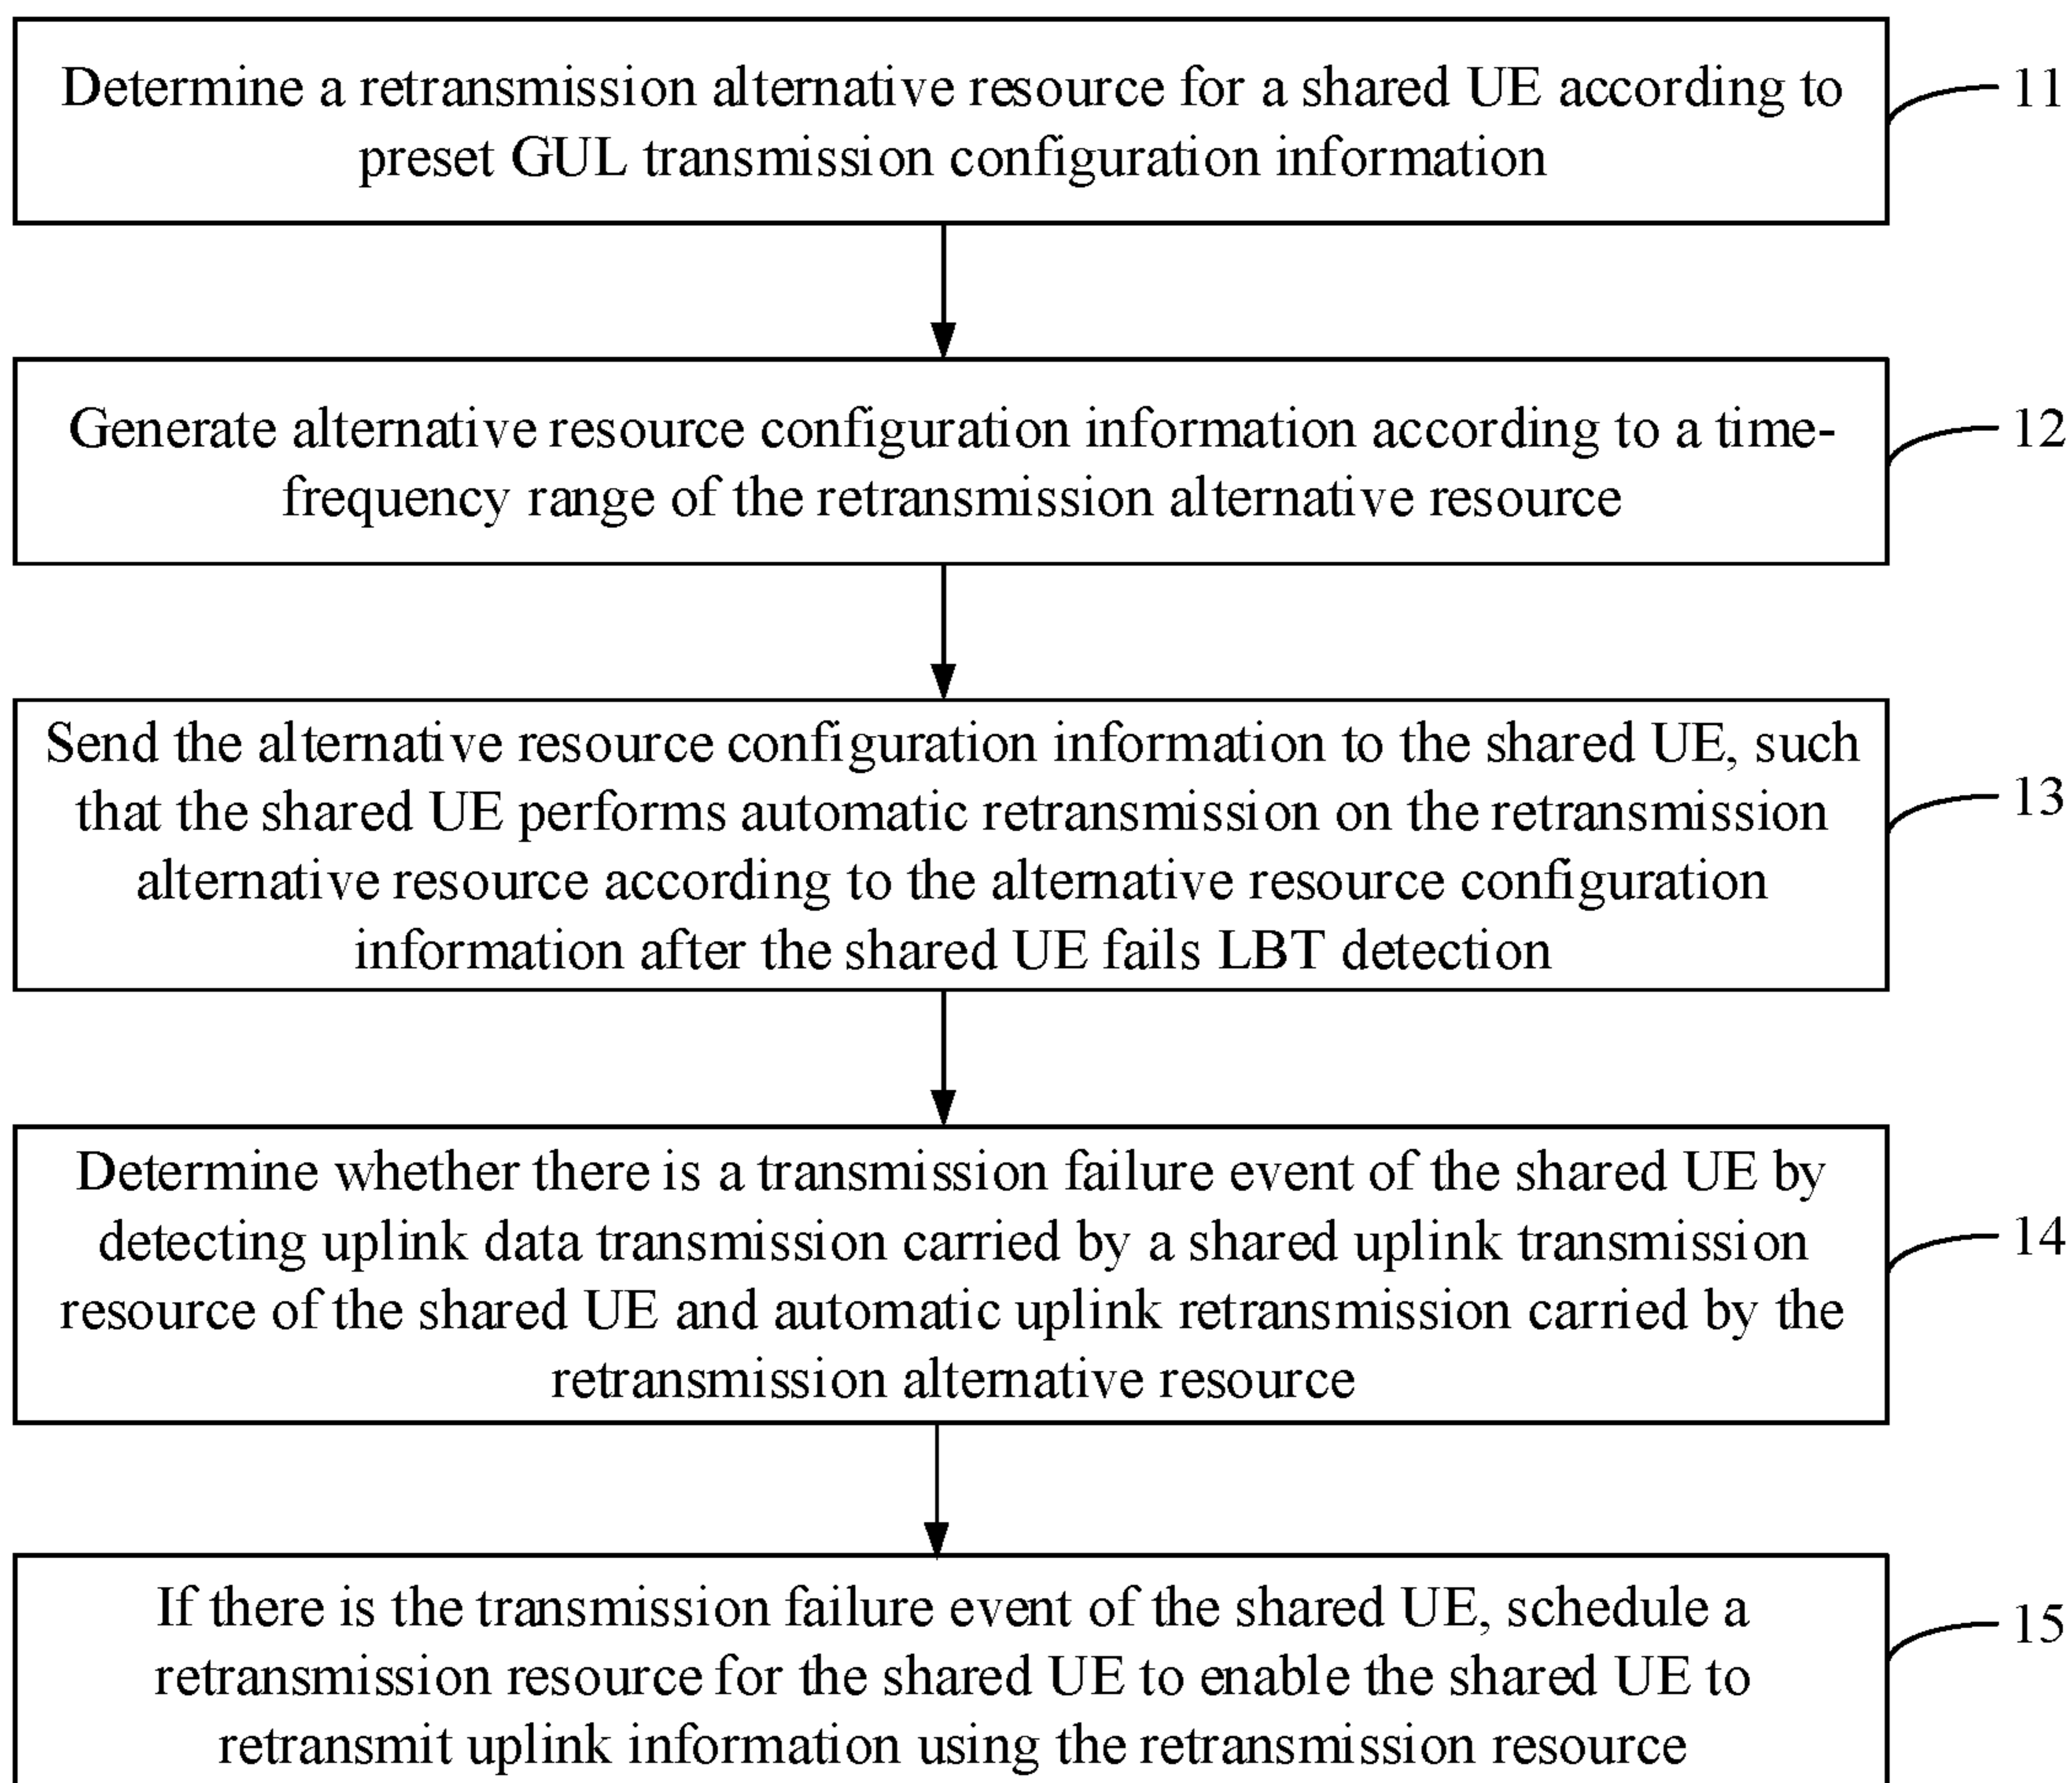 Determine a retransmission alternative resource for a shared UE according to
preset GUL transmission configuration information
11
Generate alternative resource configuration information according to a time-
frequency range of the retransmission alternative resource
12
Send the alternative resource configuration information to the shared UE, such
that the shared UE performs automatic retransmission on the retransmission
alternative resource according to the alternative resource configuration
information after the shared UE fails LBT detection
13
Determine whether there is a transmission failure event of the shared UE by
detecting uplink data transmission carried by a shared uplink transmission
resource of the shared UE and automatic uplink retransmission carried by the
retransmission alternative resource
14
If there is the transmission failure event of the shared UE, schedule a
retransmission resource for the shared UE to enable the shared UE to
retransmit uplink information using the retransmission resource
15